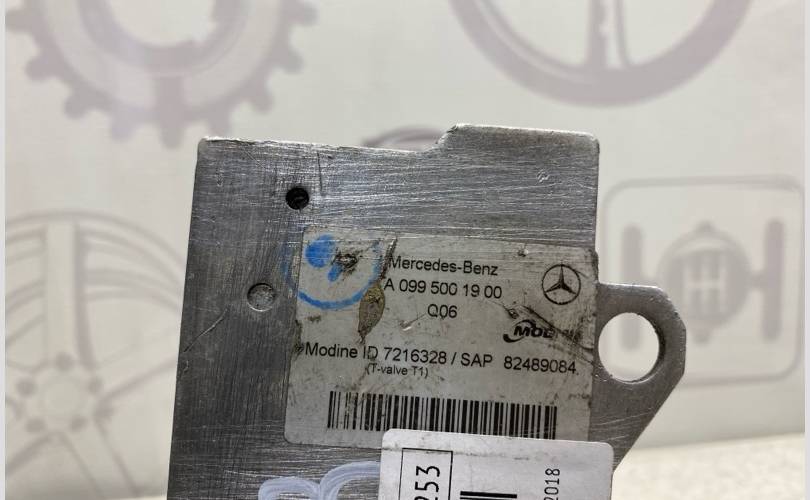 Mercedes-Benz
A 099 500 19 00
Q06
Modine ID 7216328 / SAP 82489084
(T-valve T1)
253
2018